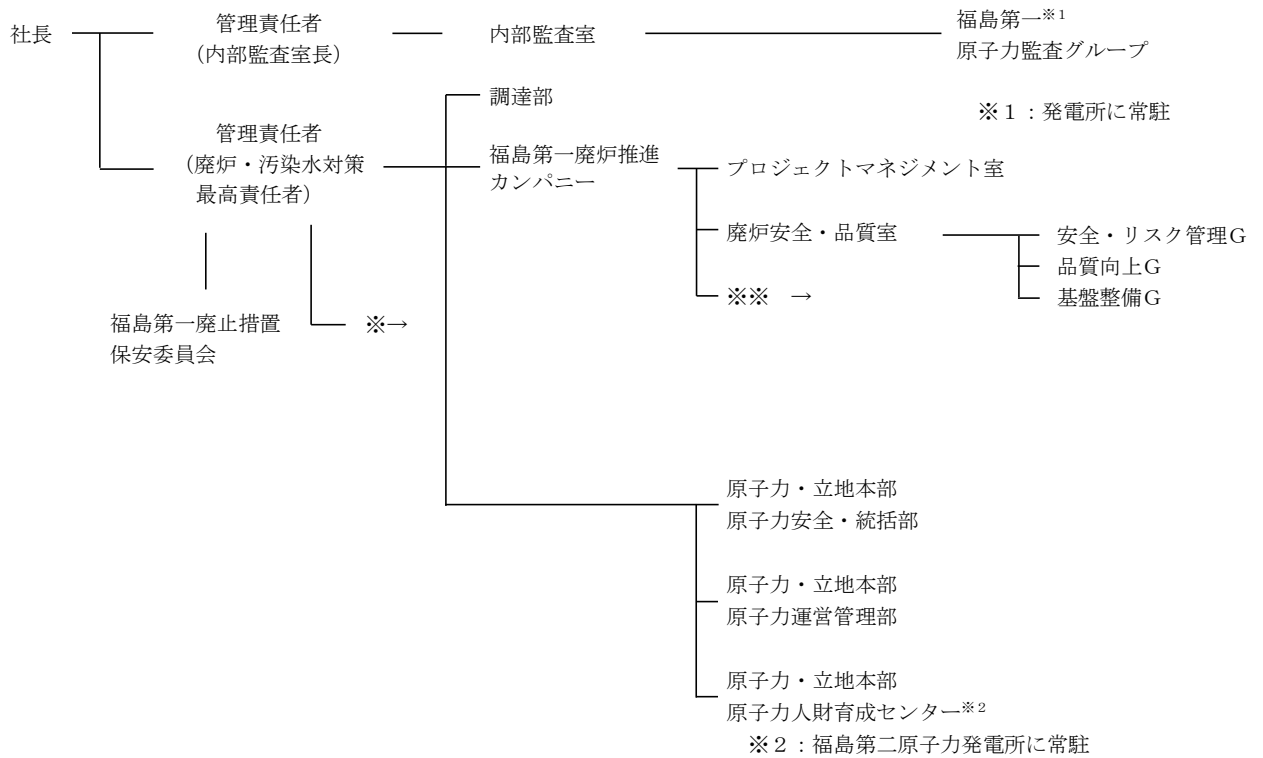 社長
管理責任者
(内部監査室長)
内部監査室
福島第一※1
原子力監査グループ
※1:発電所に常駐
調達部
管理責任者
(廃炉・汚染水対策
最高責任者)
福島第一廃炉推進
カンパニー
プロジェクトマネジメント室
廃炉安全・品質室
安全・リスク管理G
品質向上G
基盤整備G
※※ →
※→
福島第一廃止措置
保安委員会
原子力・立地本部
原子力安全・統括部
原子力・立地本部
原子力運営管理部
原子力・立地本部
原子力人財育成センター※2
※2:福島第二原子力発電所に常駐